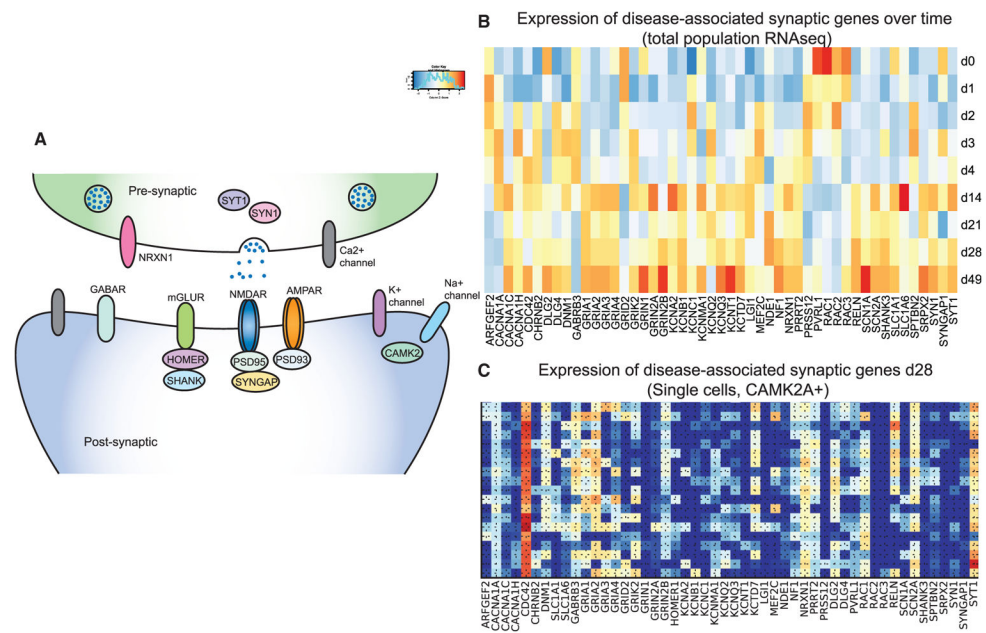 A
Pre-synaptic
SYT1
SYN1
NRXN1
Ca2+
channel
GABAR
mGLUR
NMDAR
AMPAR
K+
channel
Na+
channel
HOMER
SHANK
PSD95
SYNGAP
PSD93
CAMK2
Post-synaptic
Color Key
and Histogram
B
Expression of disease-associated synaptic genes over time
(total population RNAseq)
d0
d1
d2
d3
d4
d14
d21
d28
d49
ARFGEF2
CACNA1A
CACNA1C
CACNA1H
CDC42
CHRNB2
DLG2
DLG4
DNM1
GABRB3
GRIA1
GRIA2
GRIA3
GRIA4
GRID2
GRIK2
GRIN1
GRIN2A
GRIN2B
KCNA2
KCNB1
KCNC1
KCNMA1
KCNQ2
KCNQ3
KCNT1
KCTD7
LGI1
MEF2C
NDE1
NF1
NRXN1
PRRT2
PRSS12
PVRL1
RAC1
RAC2
RAC3
RELN
SCN1A
SCN2A
SHANK3
SLC1A1
SLC1A6
SPTBN2
SRPX2
SYN1
SYNGAP1
SYT1
C
Expression of disease-associated synaptic genes d28
(Single cells, CAMK2A+)
ARFGEF2
CACNA1A
CACNA1C
CACNA1H
CDC42
CHRNB2
DNM1
SLC1A1
SLC1A6
GABRB3
GRIA1
GRIA2
GRIA3
GRIA4
GRID2
GRIK2
GRIN1
GRIN2A
GRIN2B
HOMER1
KCNA2
KCNB1
KCNC1
KCNMA1
KCNQ2
KCNQ3
KCNT1
KCTD7
LGI1
MEF2C
NDE1
NF1
NRXN1
PRRT2
PRSS12
DLG2
DLG4
PVRL1
RAC1
RAC2
RAC3
RELN
SCN1A
SCN2A
SHANK3
SPTBN2
SRPX2
SYN1
SYNGAP1
SYT1